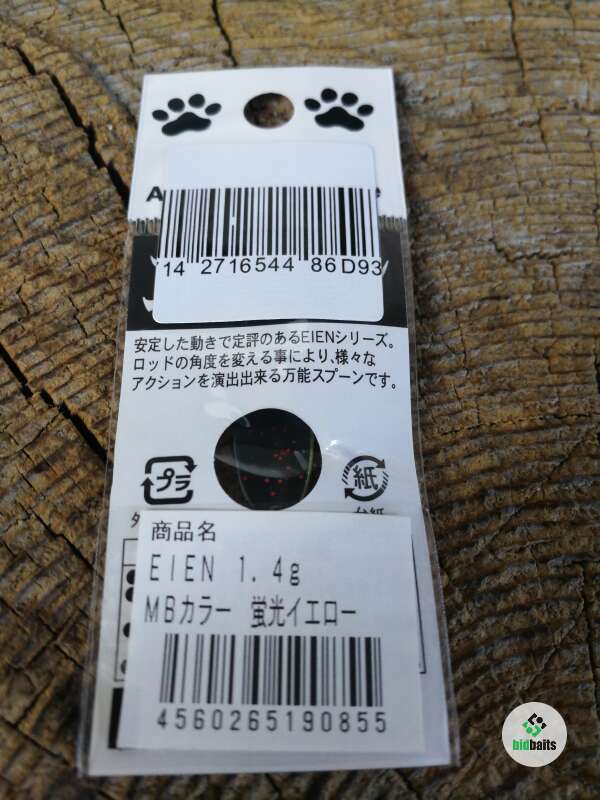 14 2716544 86D93
安定した動きで定評のあるEIENシリーズ。
ロッドの角度を変える事により、様々な
アクションを演出出来る万能スプーンです。
プラ
紙
商品名
EIEN 1.4g
MBカラー 蛍光イエロー
4560265190855
bidbaits